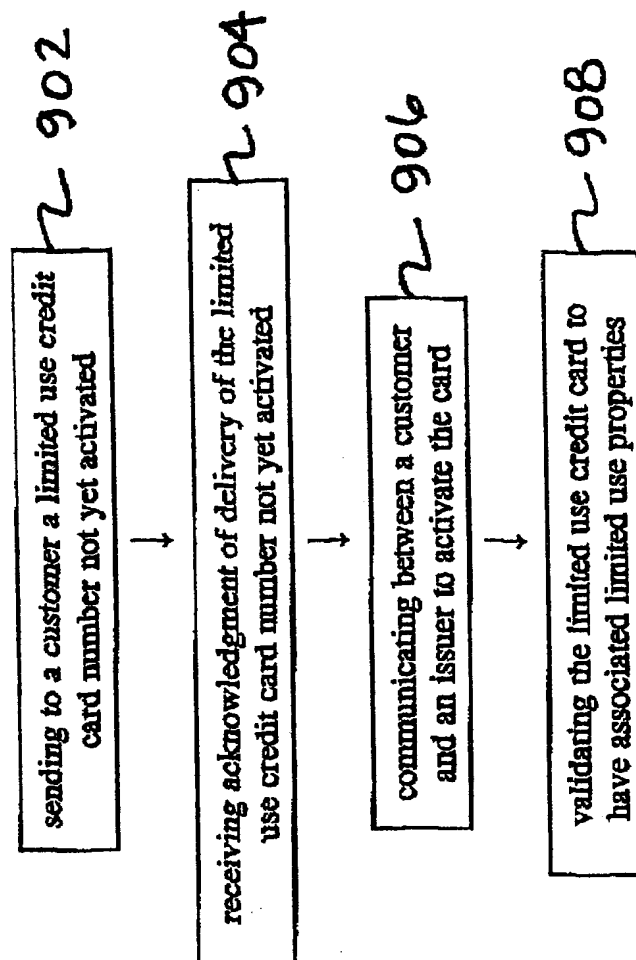 sending to a customer a limited use credit
card number not yet activated
902
receiving acknowledgment of delivery of the limited
use credit card number not yet activated
904
communicating between a customer
and an issuer to activate the card
906
validating the limited use credit card to
have associated limited use properties
908